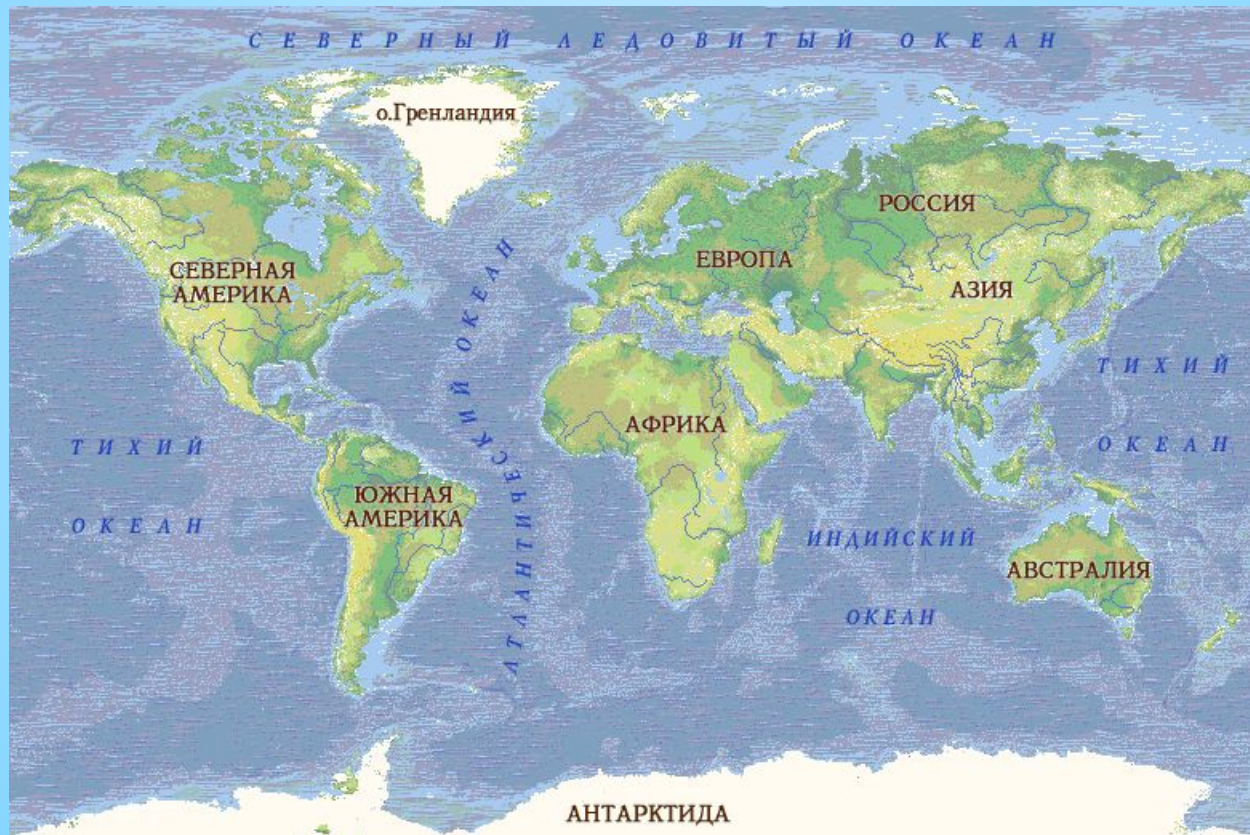 СЕВЕРНЫЙ ЛЕДОВИТЫЙ ОКЕАН
о.Гренландия
РОССИЯ
ЕВРОПА
СЕВЕРНАЯ
АМЕРИКА
АЗИЯ
АТЛАНТИЧЕСКИЙ ОКЕАН
ТИХИЙ
ОКЕАН
АФРИКА
ТИХИЙ
ОКЕАН
ЮЖНАЯ
АМЕРИКА
ИНДИЙСКИЙ
ОКЕАН
АВСТРАЛИЯ
АНТАРКТИДА